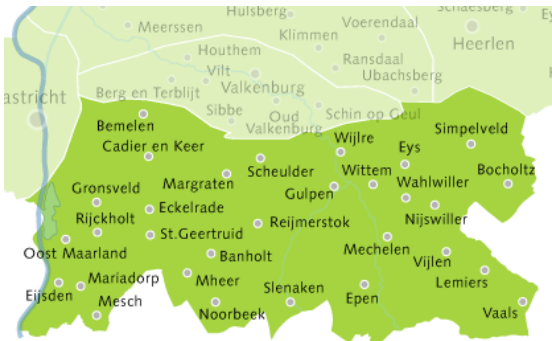 Hulsberg
Schaesberg
Ey
Meerssen
Voerendaal
Klimmen
Heerlen
Houthem
Ransdaal
Vilt
Ubachsberg
Valkenburg
Berg en Terblijt
astricht
Sibbe
Oud
Valkenburg
Schin op Geul
Bemelen
Wijlre
Simpelveld
Cadier en Keer
Eys
Scheulder
Wittem
Bocholtz
Margraten
Wahlwiller
Gronsveld
Gulpen
Eckelrade
Rijckholt
Reijmerstok
Nijswiller
St.Geertruid
Oost Maarland
Banholt
Mechelen
Vijlen
Mariadorp
Mheer
Lemiers
Eijsden
Mesch
Slenaken
Epen
Noorbeek
Vaals